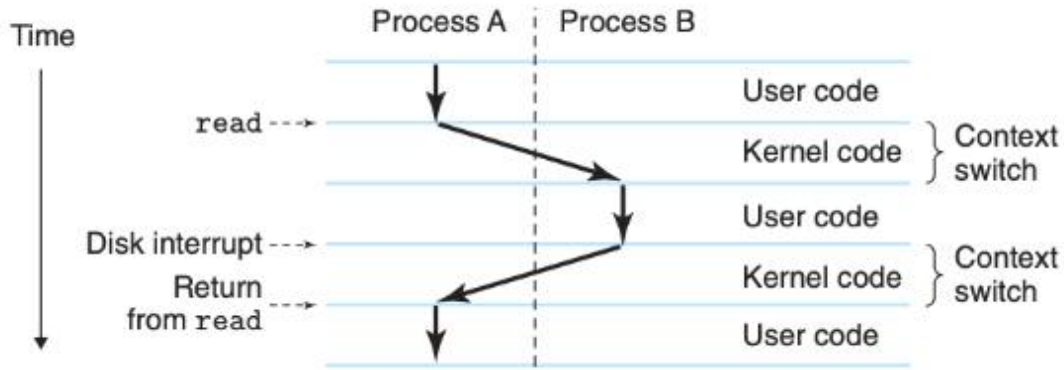 Process A
Process B
Time
User code
read
Kernel code
Context
switch
User code
Disk interrupt
Kernel code
Context
switch
Return
from read
User code